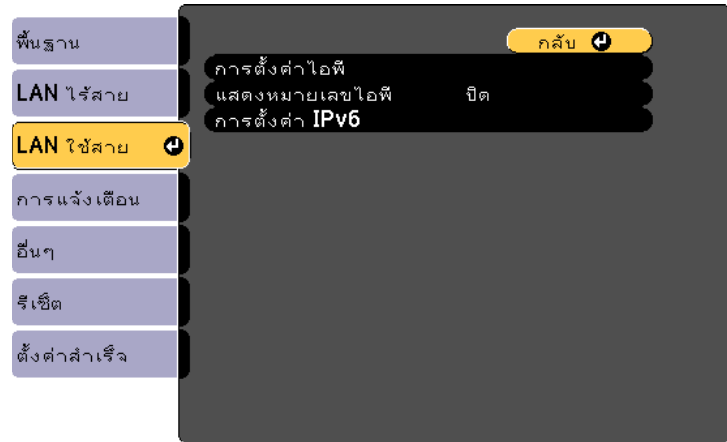 พื้นฐาน
LAN ไร้สาย
LAN ใช้สาย
การแจ้งเตือน
อื่นๆ
รีเซ็ต
ตั้งค่าสำเร็จ
กลับ
การตั้งค่าไอพี
แสดงหมายเลขไอพี ปิด
การตั้งค่า IPv6